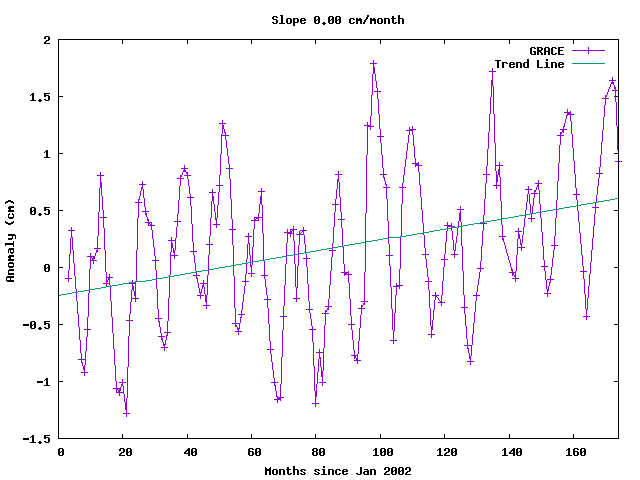 Slope 0.00 cm/month
GRACE
Trend Line
2
1.5
1
0.5
0
-0.5
-1
-1.5
Anomaly (cm)
0 20 40 60 80 100 120 140 160
Months since Jan 2002